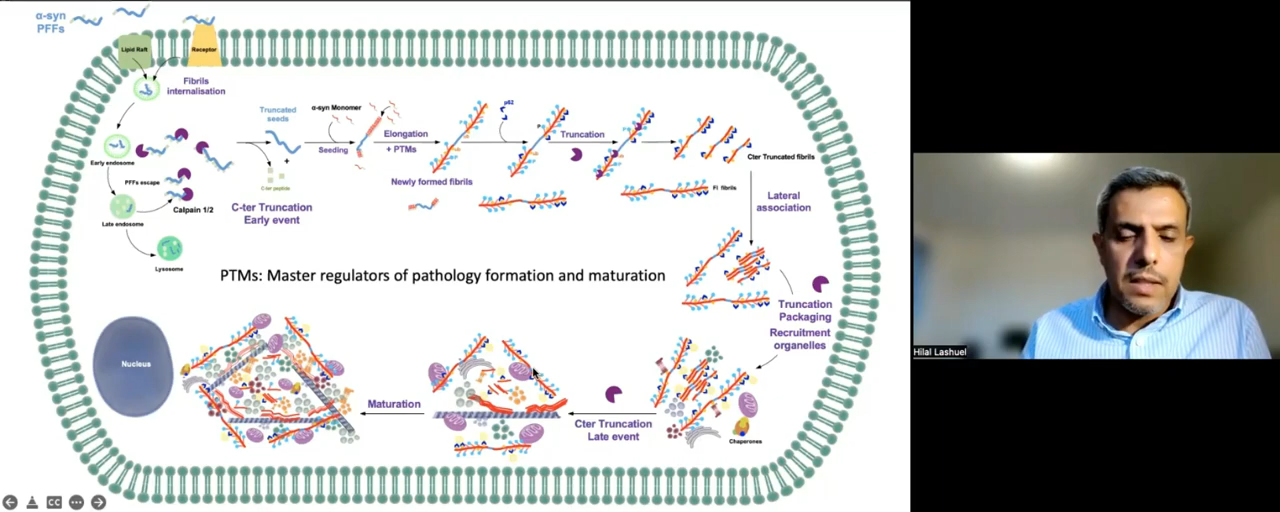 α-syn
PFFs
Lipid Raft
Receptor
Fibrils
internalisation
Early endosome
PFFs escape
Calpain 1/2
Late endosome
Lysosome
Truncated
seeds
+
C-ter peptide
C-ter Truncation
Early event
α-syn Monomer
Seeding
Elongation
+ PTMs
Newly formed fibrils
p62
Truncation
Fl fibrils
Cter Truncated fibrils
Lateral
association
PTMs: Master regulators of pathology formation and maturation
Truncation
Packaging
Recruitment
organelles
Chaperones
Cter Truncation
Late event
Maturation
Nucleus
CC
Hilal Lashuel